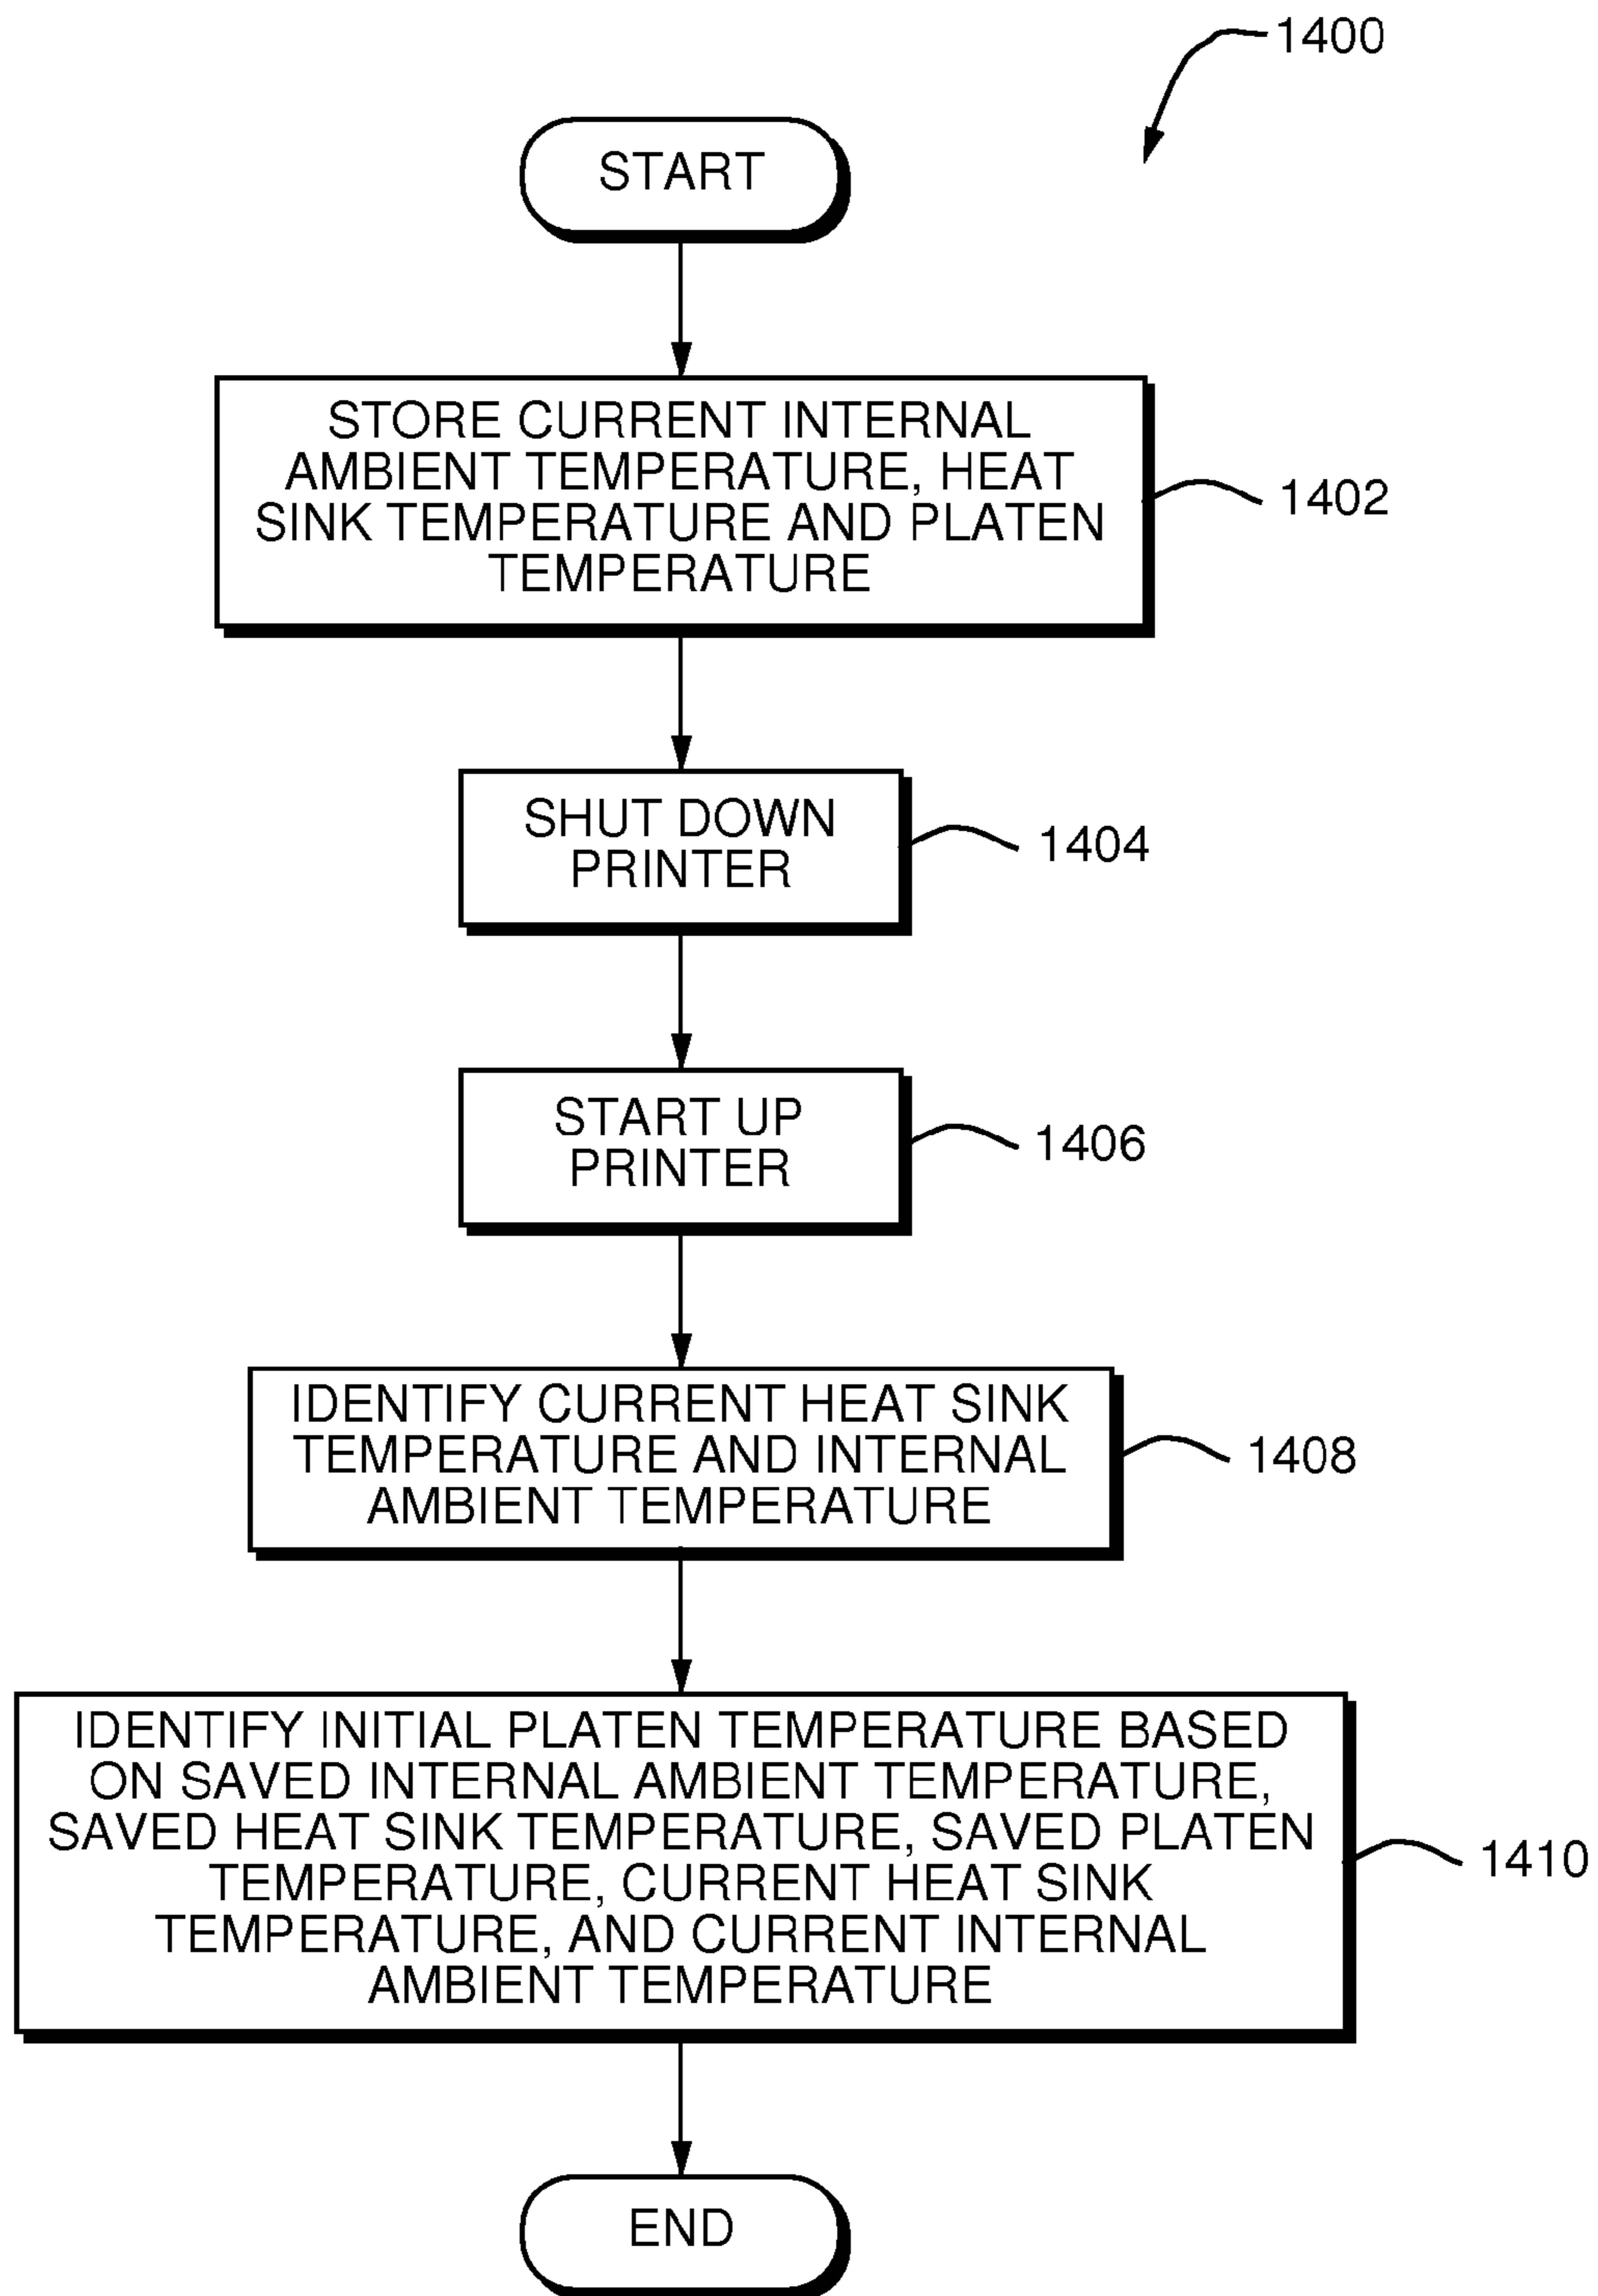 1400
START
STORE CURRENT INTERNAL
AMBIENT TEMPERATURE, HEAT
SINK TEMPERATURE AND PLATEN
TEMPERATURE
1402
SHUT DOWN
PRINTER
1404
START UP
PRINTER
1406
IDENTIFY CURRENT HEAT SINK
TEMPERATURE AND INTERNAL
AMBIENT TEMPERATURE
1408
IDENTIFY INITIAL PLATEN TEMPERATURE BASED
ON SAVED INTERNAL AMBIENT TEMPERATURE,
SAVED HEAT SINK TEMPERATURE, SAVED PLATEN
TEMPERATURE, CURRENT HEAT SINK
TEMPERATURE, AND CURRENT INTERNAL
AMBIENT TEMPERATURE
1410
END